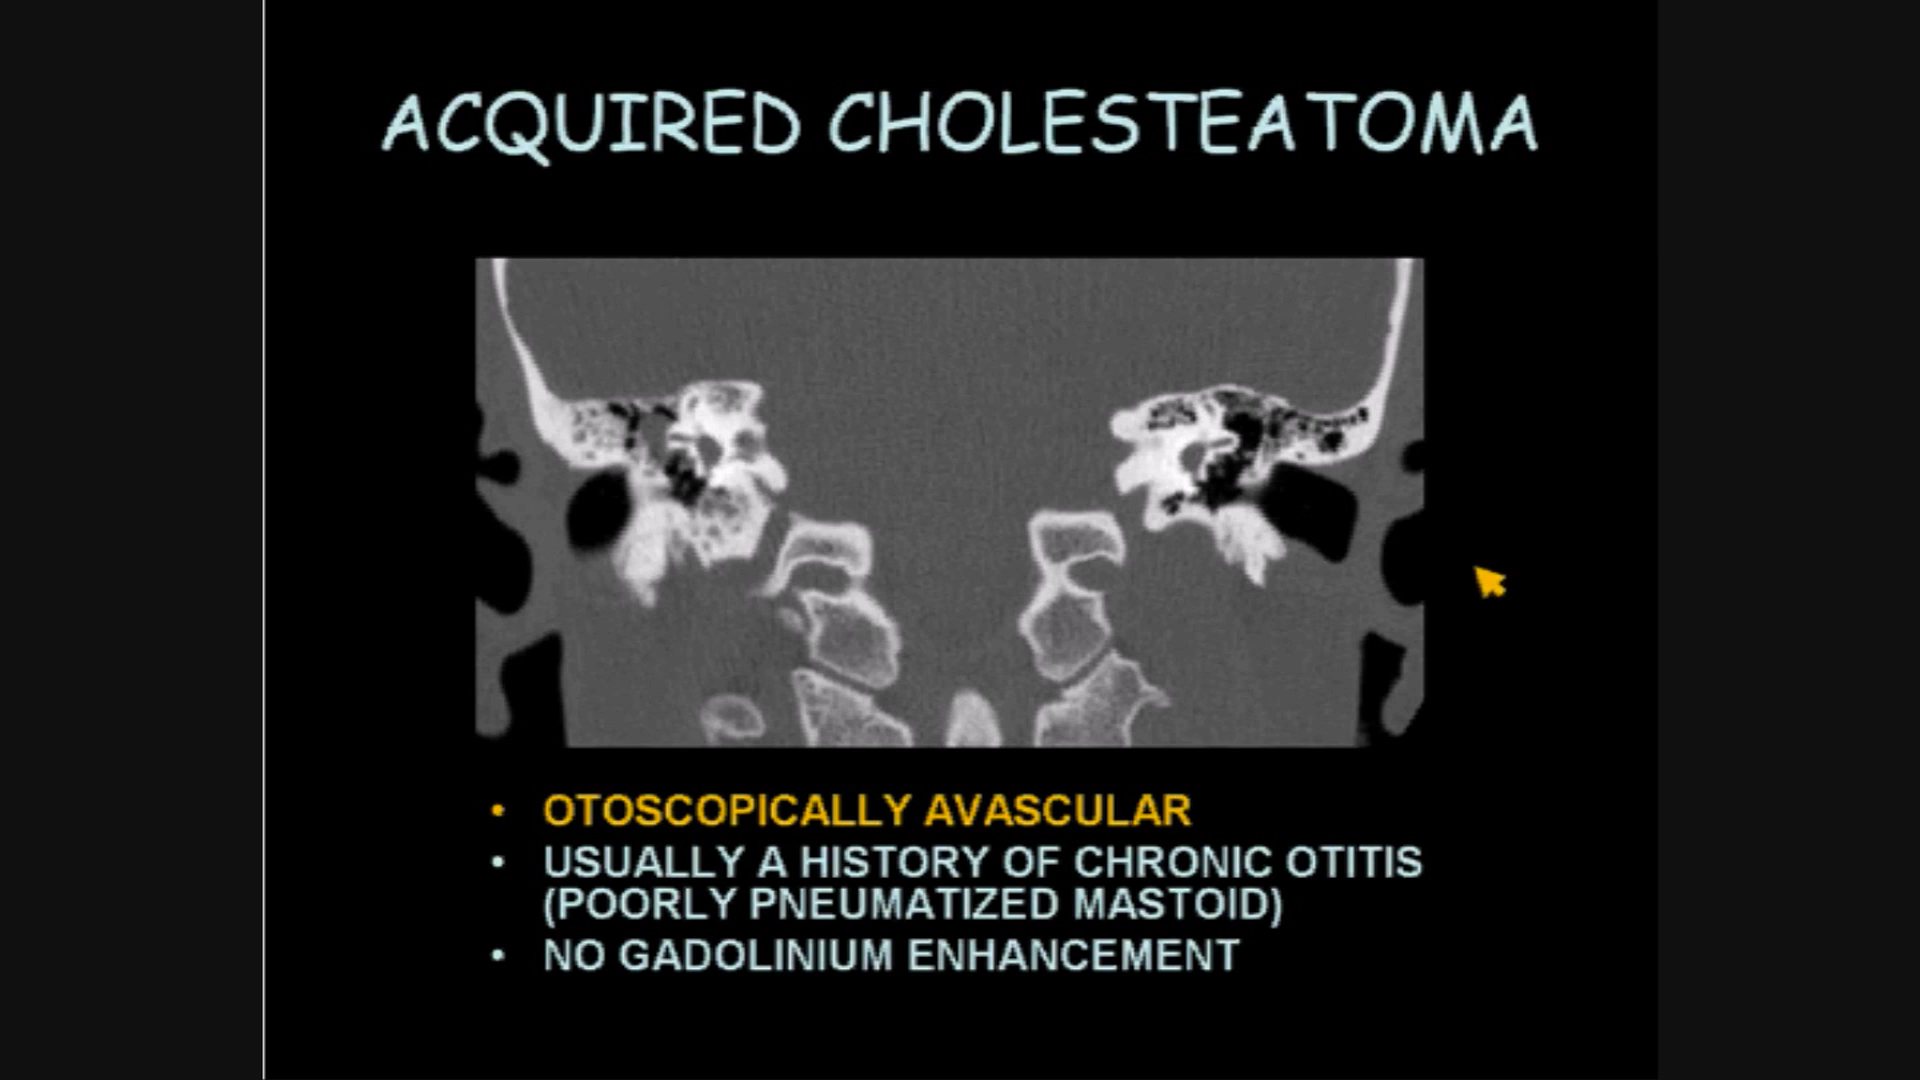 ACQUIRED CHOLESTEATOMA
• OTOSCOPICALLY AVASCULAR
• USUALLY A HISTORY OF CHRONIC OTITIS
(POORLY PNEUMATIZED MASTOID)
• NO GADOLINIUM ENHANCEMENT